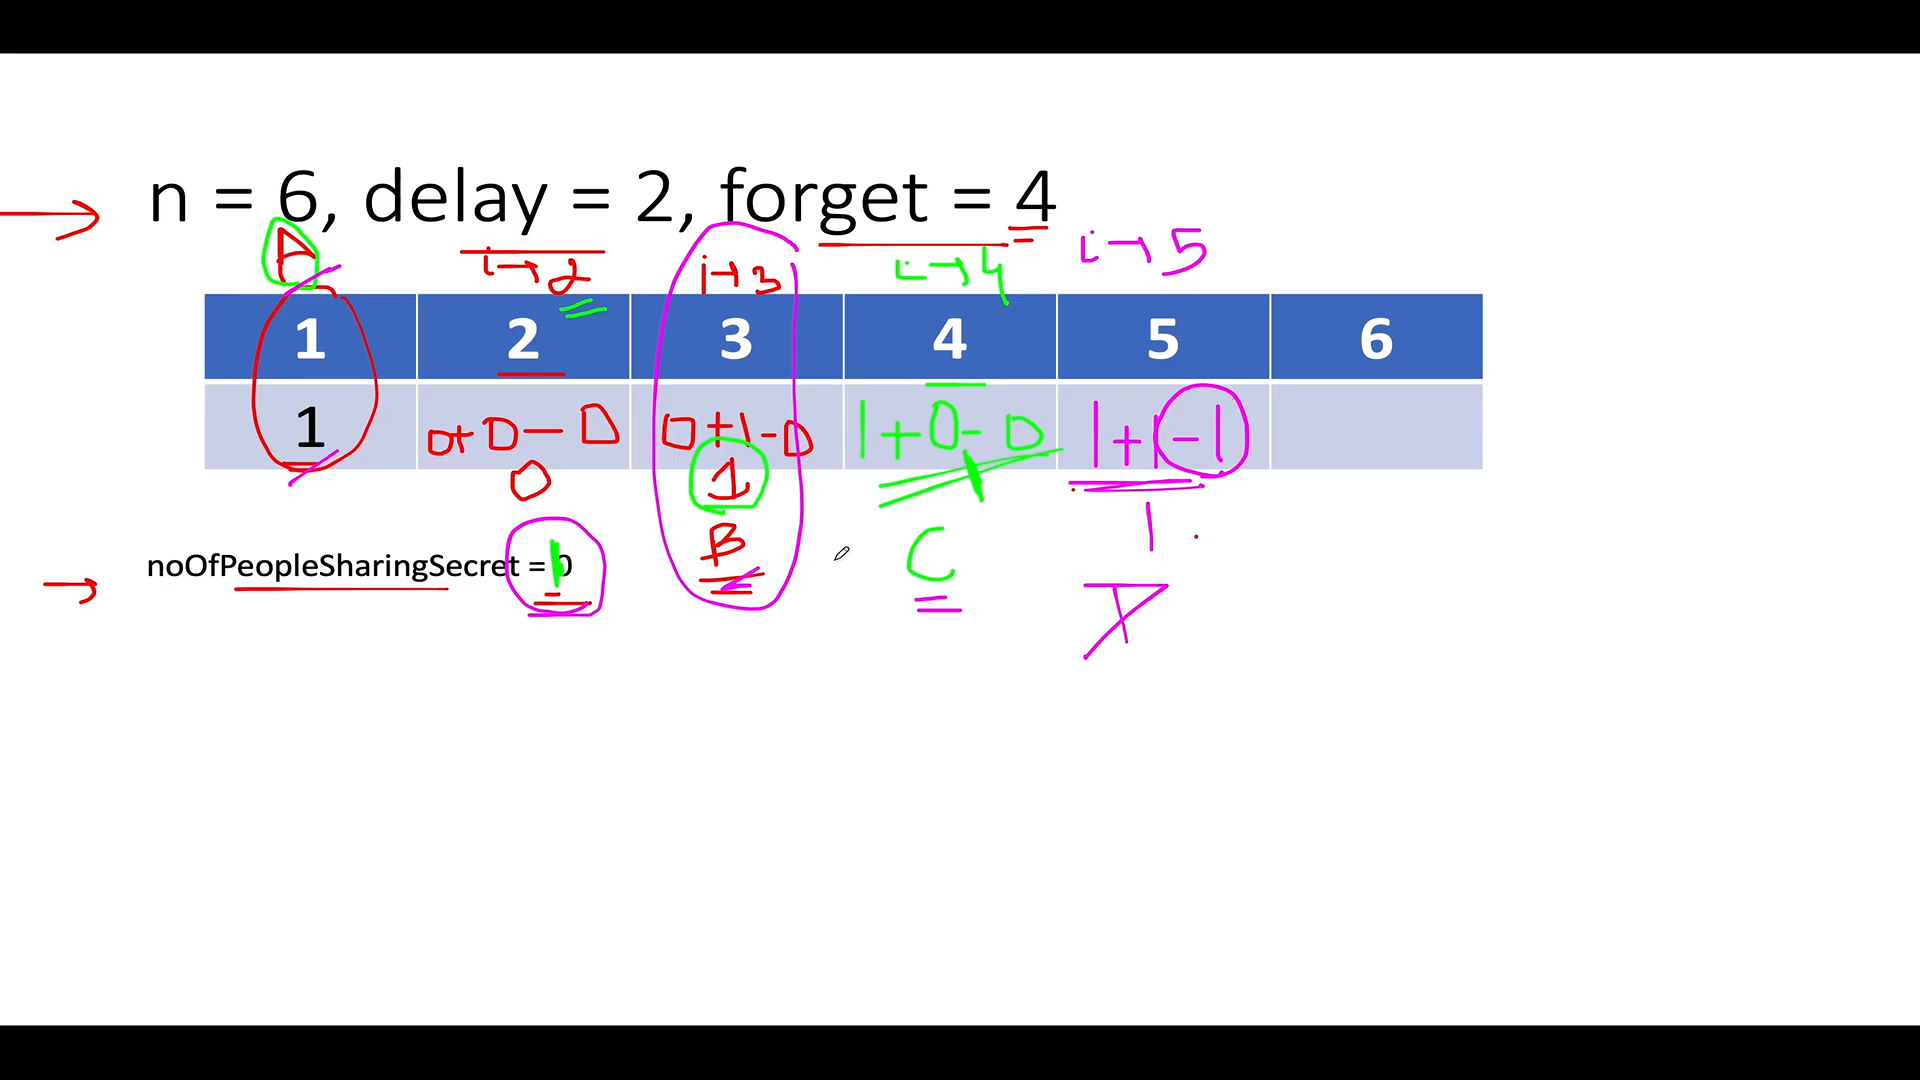 n = 6, delay = 2, forget = 4
A i→2 i→3 i→4 i→5
1 2 3 4 5 6
1 0+0-0 0+1-0 1+0-0 1+1-1
0 1 1
noOfPeopleSharingSecret = 0
B C